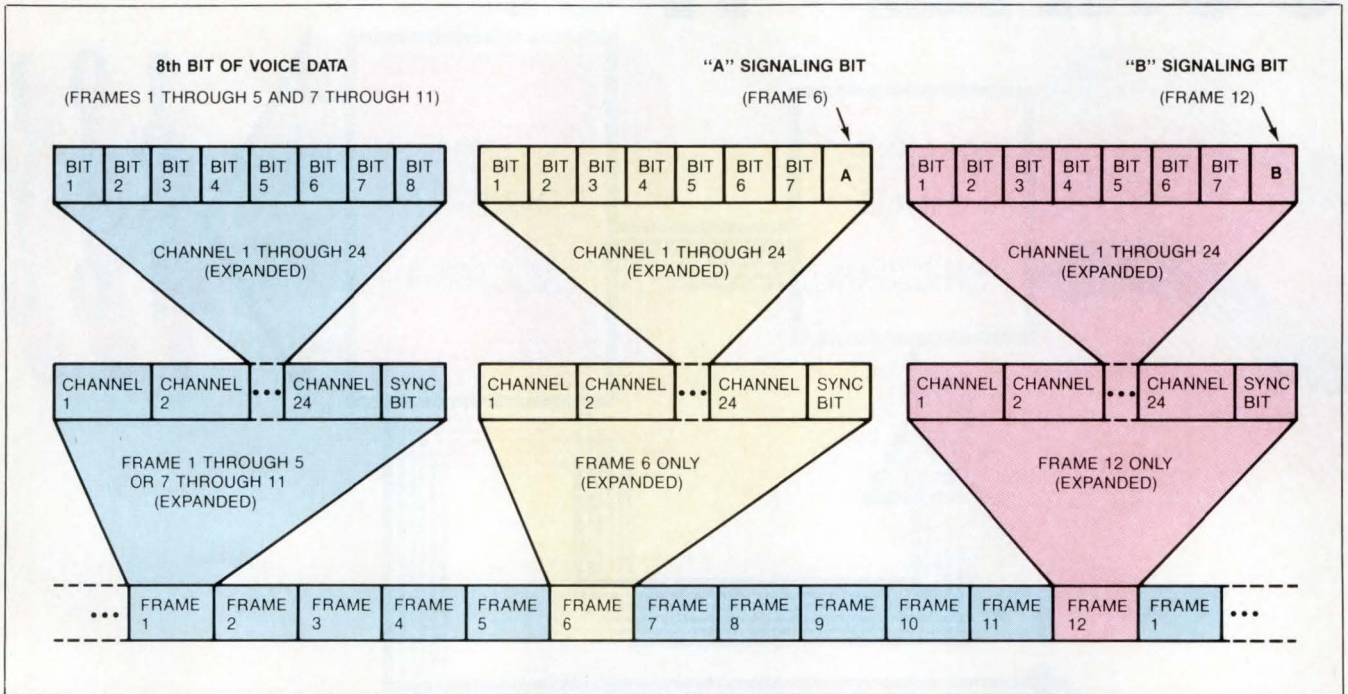 8th BIT OF VOICE DATA
(FRAMES 1 THROUGH 5 AND 7 THROUGH 11)
"A" SIGNALING BIT
(FRAME 6)
"B" SIGNALING BIT
(FRAME 12)
BIT 1 BIT 2 BIT 3 BIT 4 BIT 5 BIT 6 BIT 7 BIT 8
BIT 1 BIT 2 BIT 3 BIT 4 BIT 5 BIT 6 BIT 7 A
BIT 1 BIT 2 BIT 3 BIT 4 BIT 5 BIT 6 BIT 7 B
CHANNEL 1 THROUGH 24
(EXPANDED)
CHANNEL 1 THROUGH 24
(EXPANDED)
CHANNEL 1 THROUGH 24
(EXPANDED)
CHANNEL 1 CHANNEL 2 ••• CHANNEL 24 SYNC BIT
CHANNEL 1 CHANNEL 2 ••• CHANNEL 24 SYNC BIT
CHANNEL 1 CHANNEL 2 ••• CHANNEL 24 SYNC BIT
FRAME 1 THROUGH 5
OR 7 THROUGH 11
(EXPANDED)
FRAME 6 ONLY
(EXPANDED)
FRAME 12 ONLY
(EXPANDED)
••• FRAME 1 FRAME 2 FRAME 3 FRAME 4 FRAME 5 FRAME 6 FRAME 7 FRAME 8 FRAME 9 FRAME 10 FRAME 11 FRAME 12 FRAME 1 •••